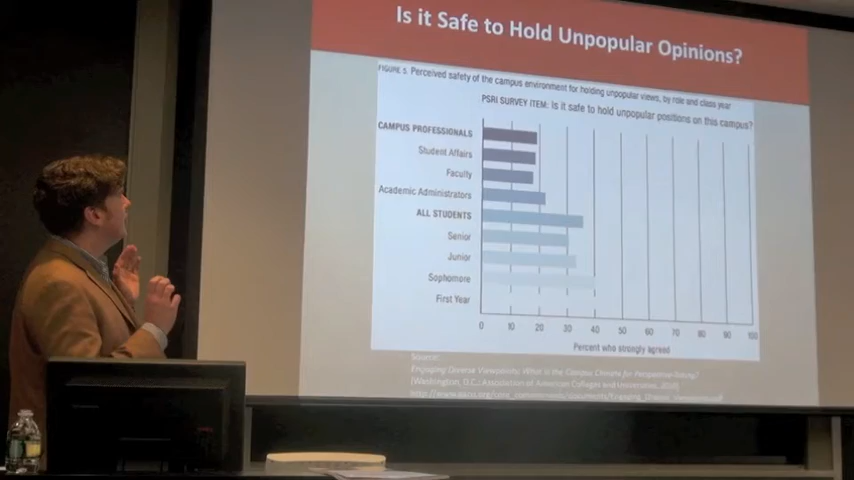 Is it Safe to Hold Unpopular Opinions?
FIGURE 5. Perceived safety of the campus environment for holding unpopular views, by role and class year
PSRI SURVEY ITEM: Is it safe to hold unpopular positions on this campus?
CAMPUS PROFESSIONALS
Student Affairs
Faculty
Academic Administrators
ALL STUDENTS
Senior
Junior
Sophomore
First Year
0 10 20 30 40 50 60 70 80 90 100
Percent who strongly agreed
Source:
Engaging Diverse Viewpoints: What is the Campus Climate for Perspective-Taking?
(Washington, D.C.: Association of American Colleges and Universities, 2010)